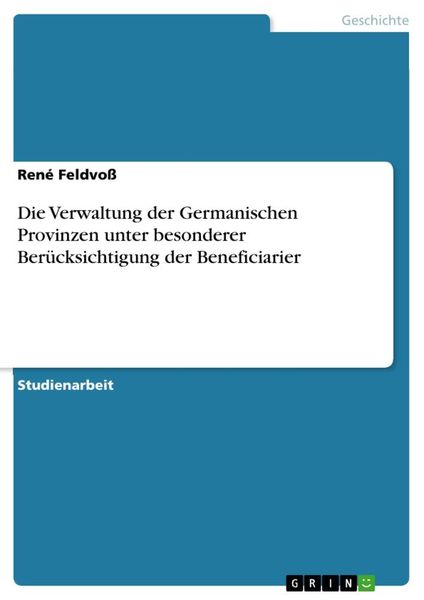 Geschichte
René Feldvoß
Die Verwaltung der Germanischen
Provinzen unter besonderer
Berücksichtigung der Beneficiarier
Studienarbeit
GRIN